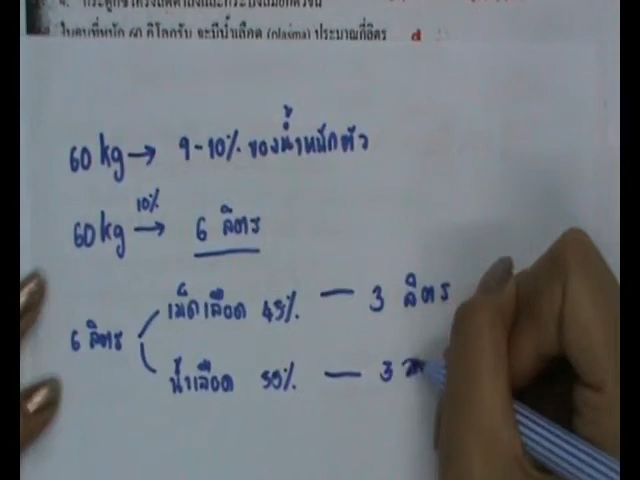 ในคนที่หนัก 60 กิโลกรัม จะมีน้ำเลือด (plasma) ประมาณกี่ลิตร
60 kg → 9-10% ของน้ำหนักตัว
10%
60 kg → 6 ลิตร
เม็ดเลือด 45% — 3 ลิตร
6 ลิตร
น้ำเลือด 55% — 3